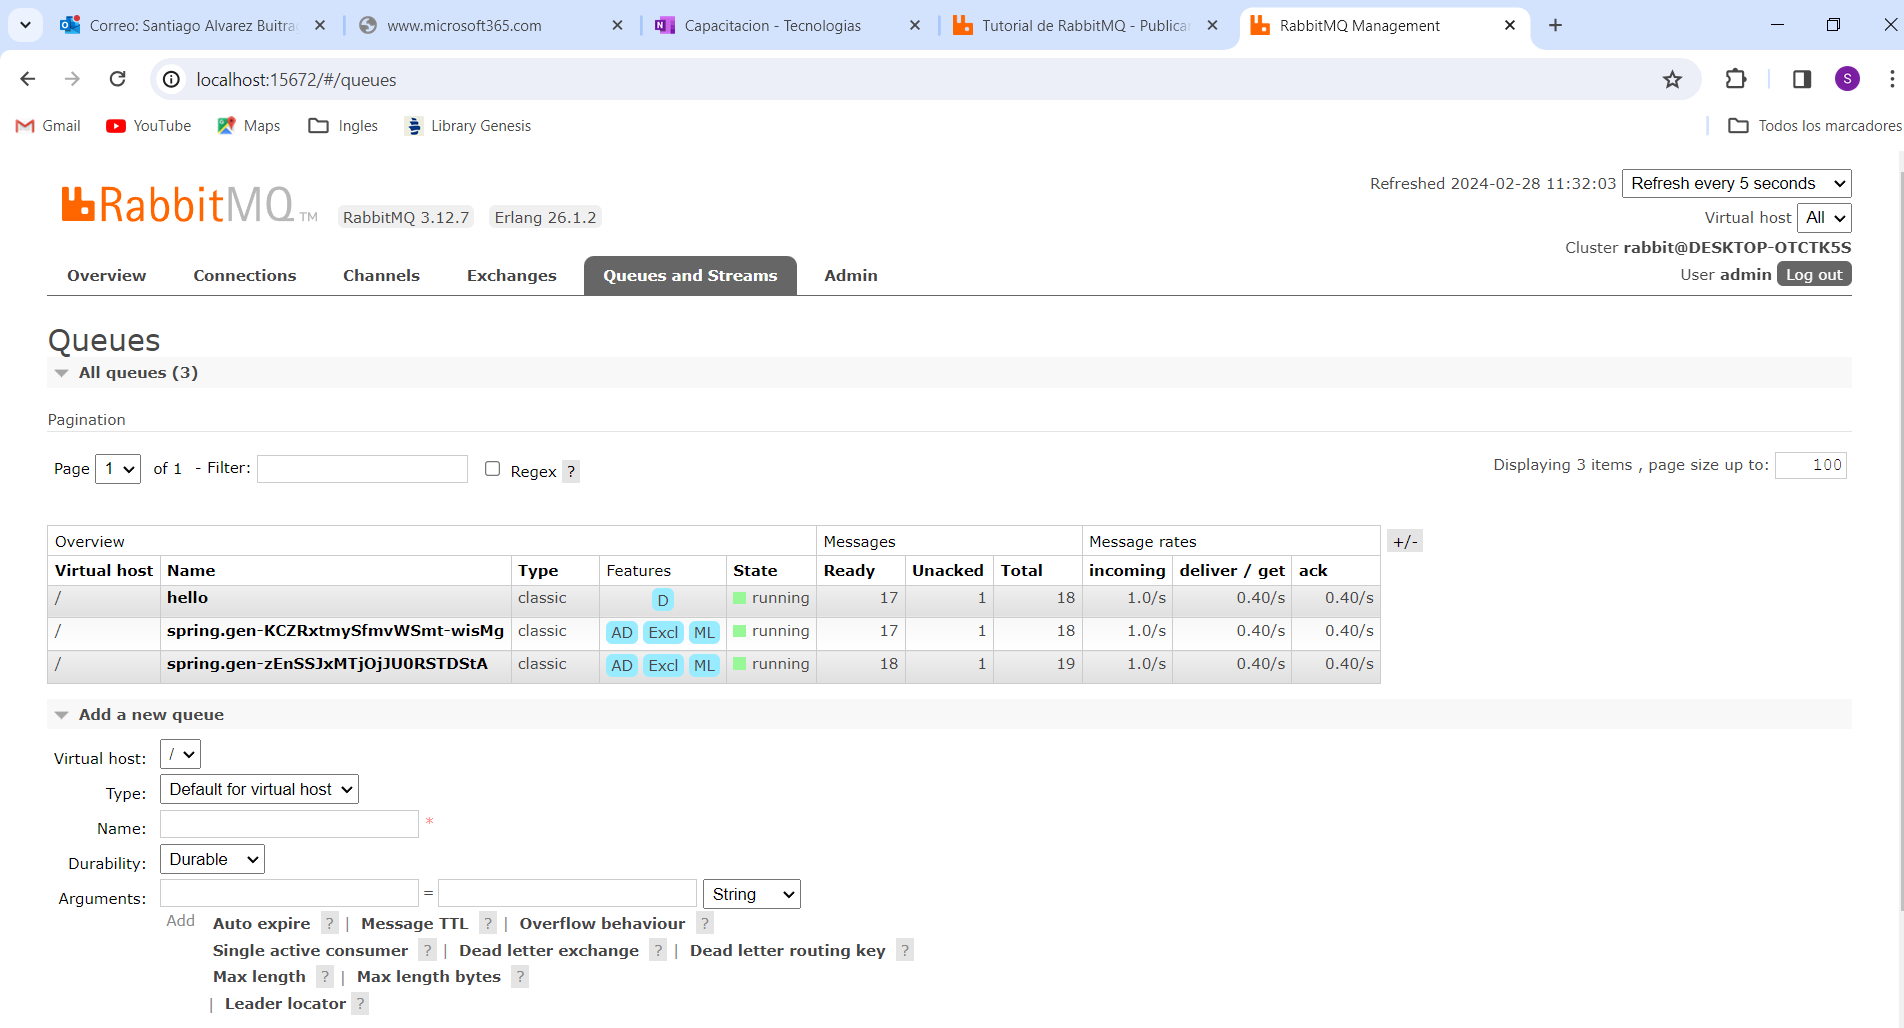 Correo: Santiago Alvarez Buitra
www.microsoft365.com
Capacitacion - Tecnologias
Tutorial de RabbitMQ - Publica
RabbitMQ Management
localhost:15672/#/queues
S
Gmail
YouTube
Maps
Ingles
Library Genesis
Todos los marcadores
RabbitMQ TM
RabbitMQ 3.12.7
Erlang 26.1.2
Refreshed 2024-02-28 11:32:03 Refresh every 5 seconds
Virtual host All
Cluster rabbit@DESKTOP-OTCTK5S
User admin Log out
Overview Connections Channels Exchanges Queues and Streams Admin
Queues
All queues (3)
Pagination
Page 1 of 1 - Filter: Regex ?
Displaying 3 items , page size up to: 100
Overview Messages Message rates +/-
Virtual host Name Type Features State Ready Unacked Total incoming deliver / get ack
/ hello classic D running 17 1 18 1.0/s 0.40/s 0.40/s
/ spring.gen-KCZRxtmySfmvWSmt-wisMg classic AD Excl ML running 17 1 18 1.0/s 0.40/s 0.40/s
/ spring.gen-zEnSSJxMTjOjJU0RSTDStA classic AD Excl ML running 18 1 19 1.0/s 0.40/s 0.40/s
Add a new queue
Virtual host: /
Type: Default for virtual host
Name: *
Durability: Durable
Arguments: = String
Add Auto expire ? | Message TTL ? | Overflow behaviour ?
Single active consumer ? | Dead letter exchange ? | Dead letter routing key ?
Max length ? | Max length bytes ?
| Leader locator ?